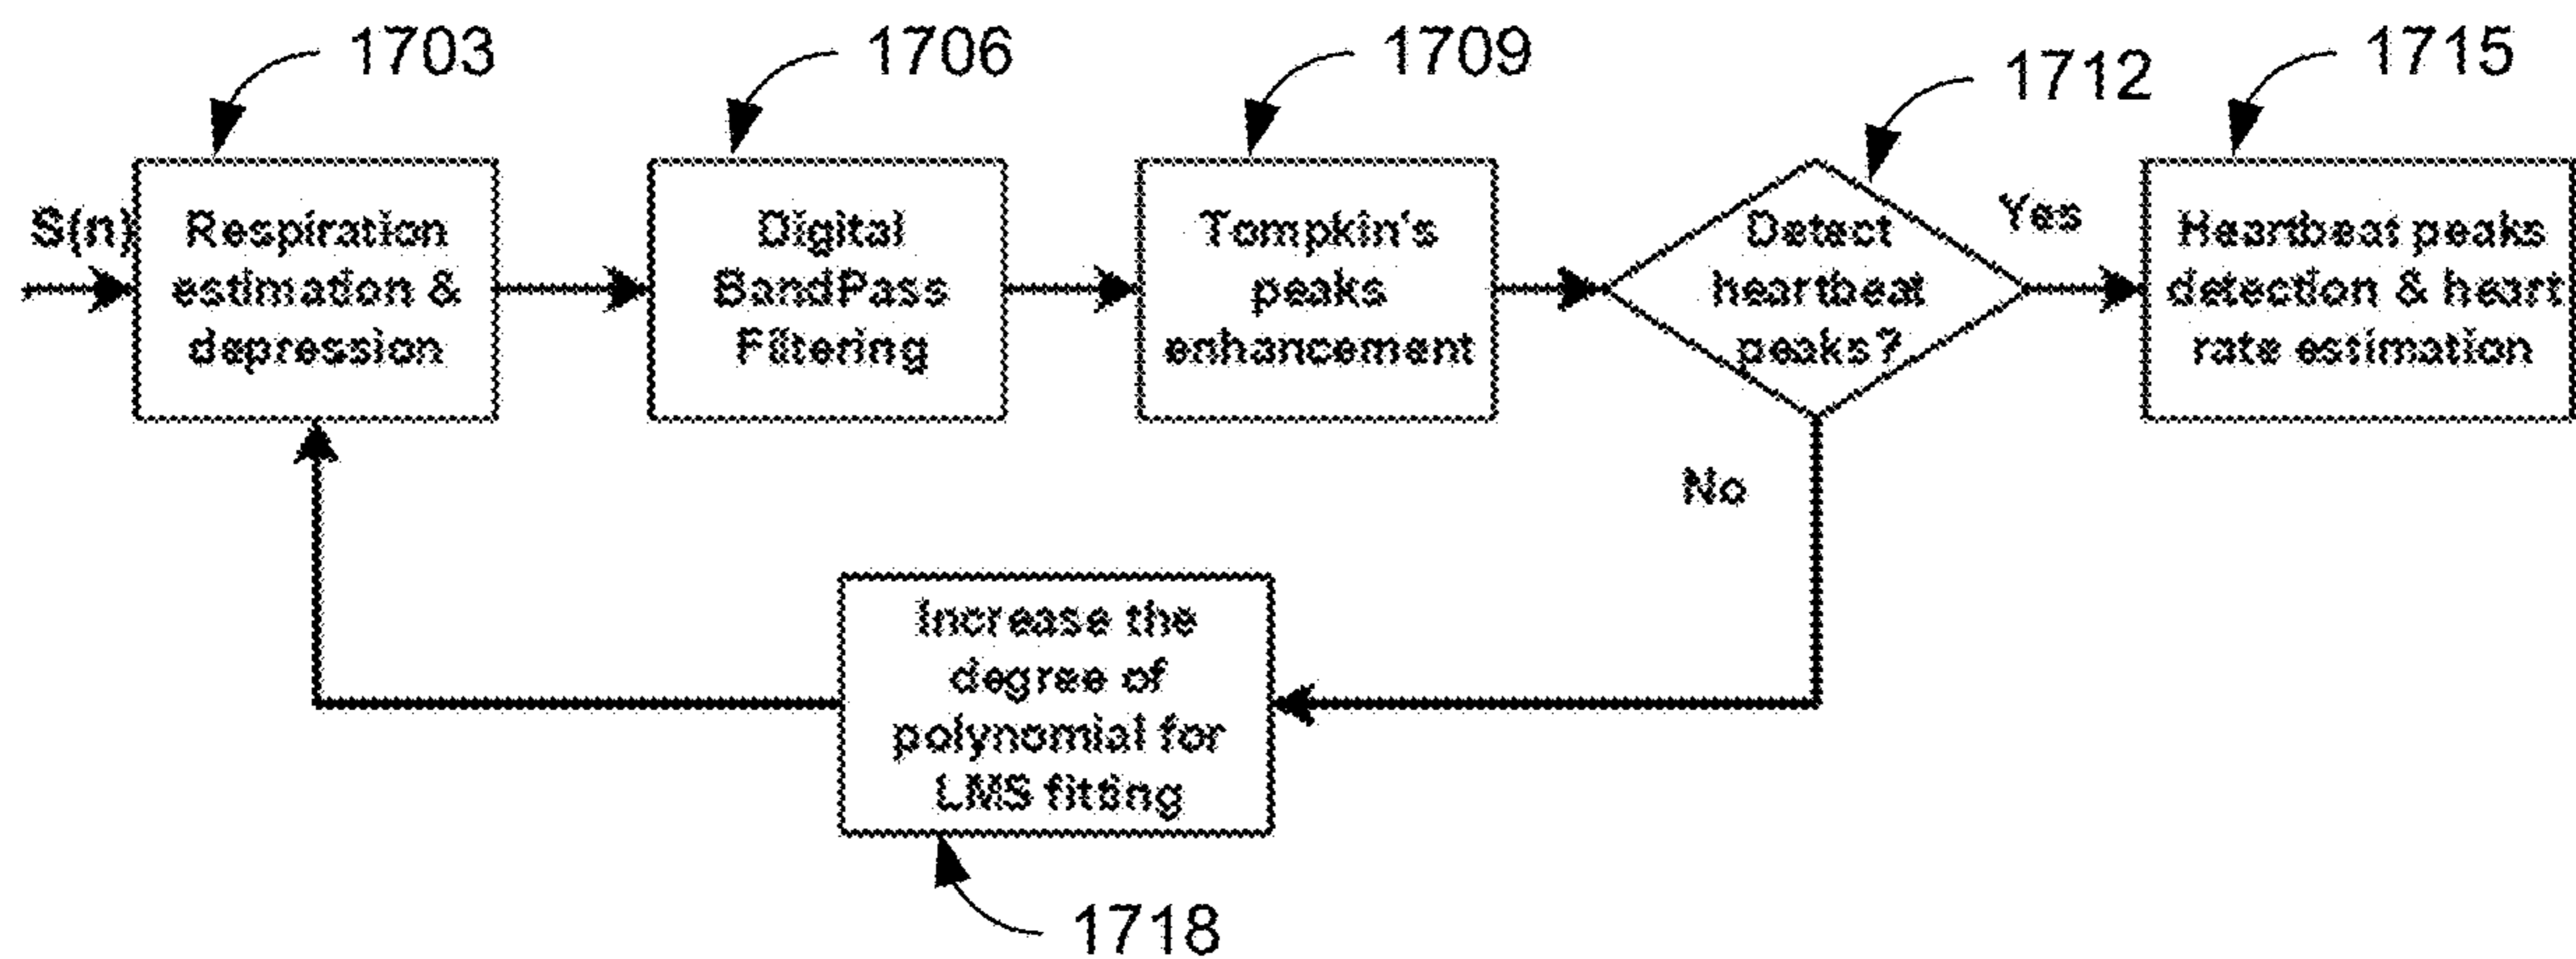 1703
1706
1709
1712
1715
S(n)
Respiration
estimation &
depression
Digital
BandPass
Filtering
Tompkin's
peaks
enhancement
Detect
heartbeat
peaks?
Yes
Heartbeat peaks
detection & heart
rate estimation
No
Increase the
degree of
polynomial for
LMS fitting
1718